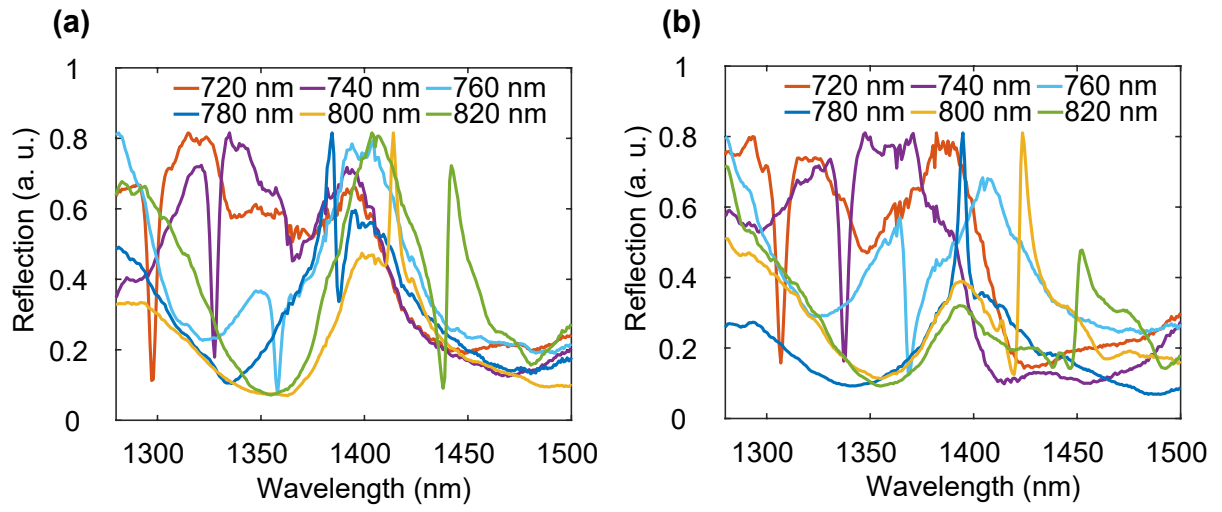 (a)
Reflection (a. u.)
1
0.8
0.6
0.4
0.2
0
720 nm 740 nm 760 nm
780 nm 800 nm 820 nm
1300 1350 1400 1450 1500
Wavelength (nm)
(b)
Reflection (a. u.)
1
0.8
0.6
0.4
0.2
0
720 nm 740 nm 760 nm
780 nm 800 nm 820 nm
1300 1350 1400 1450 1500
Wavelength (nm)